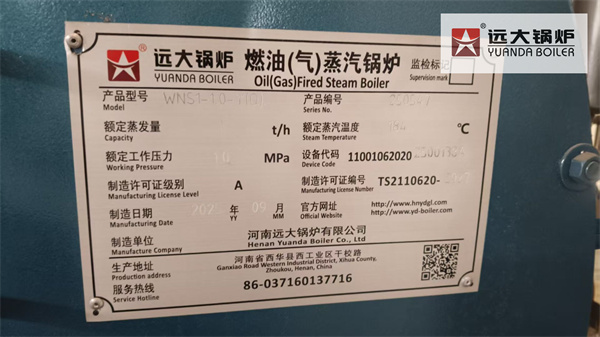 远大锅炉
YUANDA BOILER
远大锅炉
YUANDA BOILER
燃油(气)蒸汽锅炉
Oil(Gas)Fired Steam Boiler
监检标记
Supervision mark
产品型号
Model
WNS1-1.0-
产品编号
Series No.
额定蒸发量
Capacity
t/h
额定蒸汽温度
Steam Temperature
184 ℃
额定工作压力
Working Pressure
1.0 MPa
设备代码
Device Code
11001062020
制造许可证级别
Manufacturing License Level
A
制造许可证编号
Manufacturing License Number
TS2110620-
制造日期
Manufacturing Date
2025 年 09 月
YY MM
官方网址
Official Website
http://www.hnydgl.com
http://www.yd-boiler.com
制造单位
Manufacture Company
河南远大锅炉有限公司
Henan Yuanda Boiler Co., Ltd
生产地址
Production address
河南省西华县西工业区干校路
Ganxiao Road Western Industrial District, Xihua County,
Zhoukou, Henan, China
服务热线
Service Hotline
86-037160137716